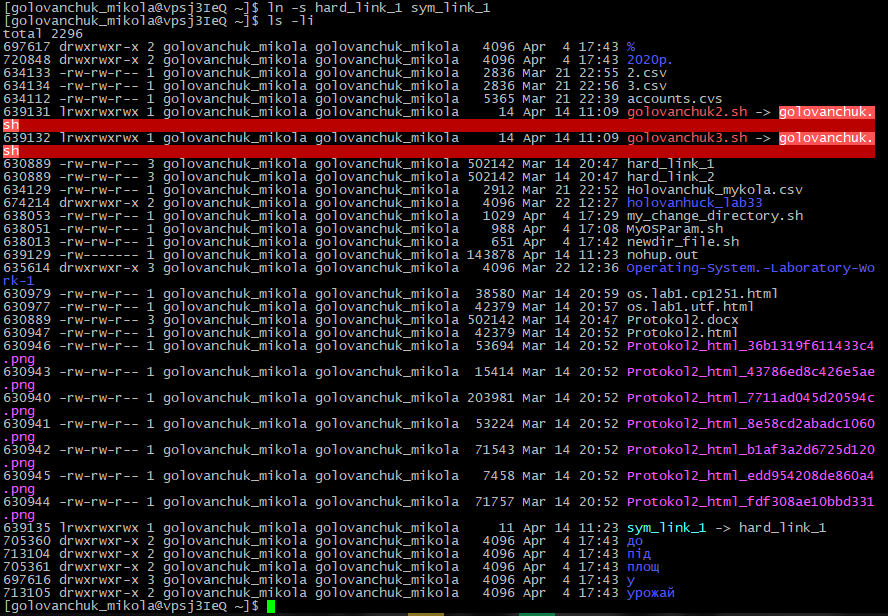 [golovanchuk_mikola@vpsj3IeQ ~]$ ln -s hard_link_1 sym_link_1
[golovanchuk_mikola@vpsj3IeQ ~]$ ls -li
total 2296
697617 drwxrwxr-x 2 golovanchuk_mikola golovanchuk_mikola   4096 Apr  4 17:43 %
720848 drwxrwxr-x 2 golovanchuk_mikola golovanchuk_mikola   4096 Apr  4 17:43 2020р.
634133 -rw-rw-r-- 1 golovanchuk_mikola golovanchuk_mikola   2836 Mar 21 22:55 2.csv
634134 -rw-rw-r-- 1 golovanchuk_mikola golovanchuk_mikola   2836 Mar 21 22:56 3.csv
634112 -rw-rw-r-- 1 golovanchuk_mikola golovanchuk_mikola   5365 Mar 21 22:39 accounts.cvs
639131 lrwxrwxrwx 1 golovanchuk_mikola golovanchuk_mikola     14 Apr 14 11:09 golovanchuk2.sh -> golovanchuk.
sh
639132 lrwxrwxrwx 1 golovanchuk_mikola golovanchuk_mikola     14 Apr 14 11:09 golovanchuk3.sh -> golovanchuk.
sh
630889 -rw-rw-r-- 3 golovanchuk_mikola golovanchuk_mikola 502142 Mar 14 20:47 hard_link_1
630889 -rw-rw-r-- 3 golovanchuk_mikola golovanchuk_mikola 502142 Mar 14 20:47 hard_link_2
634129 -rw-rw-r-- 1 golovanchuk_mikola golovanchuk_mikola   2912 Mar 21 22:52 Holovanchuk_mykola.csv
674214 drwxrwxr-x 2 golovanchuk_mikola golovanchuk_mikola   4096 Mar 22 12:27 holovanhuck_lab33
638053 -rw-rw-r-- 1 golovanchuk_mikola golovanchuk_mikola   1029 Apr  4 17:29 my_change_directory.sh
638051 -rw-rw-r-- 1 golovanchuk_mikola golovanchuk_mikola    988 Apr  4 17:08 MyOSParam.sh
638013 -rw-rw-r-- 1 golovanchuk_mikola golovanchuk_mikola    651 Apr  4 17:42 newdir_file.sh
639129 -rw------- 1 golovanchuk_mikola golovanchuk_mikola 143878 Apr 14 11:23 nohup.out
635614 drwxrwxr-x 3 golovanchuk_mikola golovanchuk_mikola   4096 Mar 22 12:36 Operating-System.-Laboratory-Wo
rk-1
630979 -rw-rw-r-- 1 golovanchuk_mikola golovanchuk_mikola  38580 Mar 14 20:59 os.lab1.cp1251.html
630977 -rw-rw-r-- 1 golovanchuk_mikola golovanchuk_mikola  42379 Mar 14 20:57 os.lab1.utf.html
630889 -rw-rw-r-- 3 golovanchuk_mikola golovanchuk_mikola 502142 Mar 14 20:47 Protokol2.docx
630947 -rw-rw-r-- 1 golovanchuk_mikola golovanchuk_mikola  42379 Mar 14 20:52 Protokol2.html
630946 -rw-rw-r-- 1 golovanchuk_mikola golovanchuk_mikola  53694 Mar 14 20:52 Protokol2_html_36b1319f611433c4
.png
630943 -rw-rw-r-- 1 golovanchuk_mikola golovanchuk_mikola  15414 Mar 14 20:52 Protokol2_html_43786ed8c426e5ae
.png
630940 -rw-rw-r-- 1 golovanchuk_mikola golovanchuk_mikola 203981 Mar 14 20:52 Protokol2_html_7711ad045d20594c
.png
630941 -rw-rw-r-- 1 golovanchuk_mikola golovanchuk_mikola  53224 Mar 14 20:52 Protokol2_html_8e58cd2abadc1060
.png
630942 -rw-rw-r-- 1 golovanchuk_mikola golovanchuk_mikola  71543 Mar 14 20:52 Protokol2_html_b1af3a2d6725d120
.png
630945 -rw-rw-r-- 1 golovanchuk_mikola golovanchuk_mikola   7458 Mar 14 20:52 Protokol2_html_edd954208de860a4
.png
630944 -rw-rw-r-- 1 golovanchuk_mikola golovanchuk_mikola  71757 Mar 14 20:52 Protokol2_html_fdf308ae10bbd331
.png
639135 lrwxrwxrwx 1 golovanchuk_mikola golovanchuk_mikola     11 Apr 14 11:23 sym_link_1 -> hard_link_1
705360 drwxrwxr-x 2 golovanchuk_mikola golovanchuk_mikola   4096 Apr  4 17:43 до
713104 drwxrwxr-x 2 golovanchuk_mikola golovanchuk_mikola   4096 Apr  4 17:43 під
705361 drwxrwxr-x 2 golovanchuk_mikola golovanchuk_mikola   4096 Apr  4 17:43 площ
697616 drwxrwxr-x 3 golovanchuk_mikola golovanchuk_mikola   4096 Apr  4 17:43 у
713105 drwxrwxr-x 2 golovanchuk_mikola golovanchuk_mikola   4096 Apr  4 17:43 урожай
[golovanchuk_mikola@vpsj3IeQ ~]$